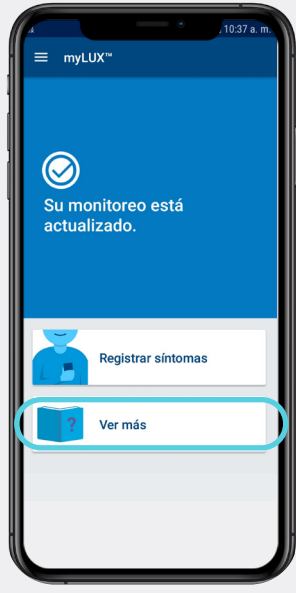 10:37 a. m.
myLUX™
Su monitoreo está
actualizado.
Registrar síntomas
?
Ver más